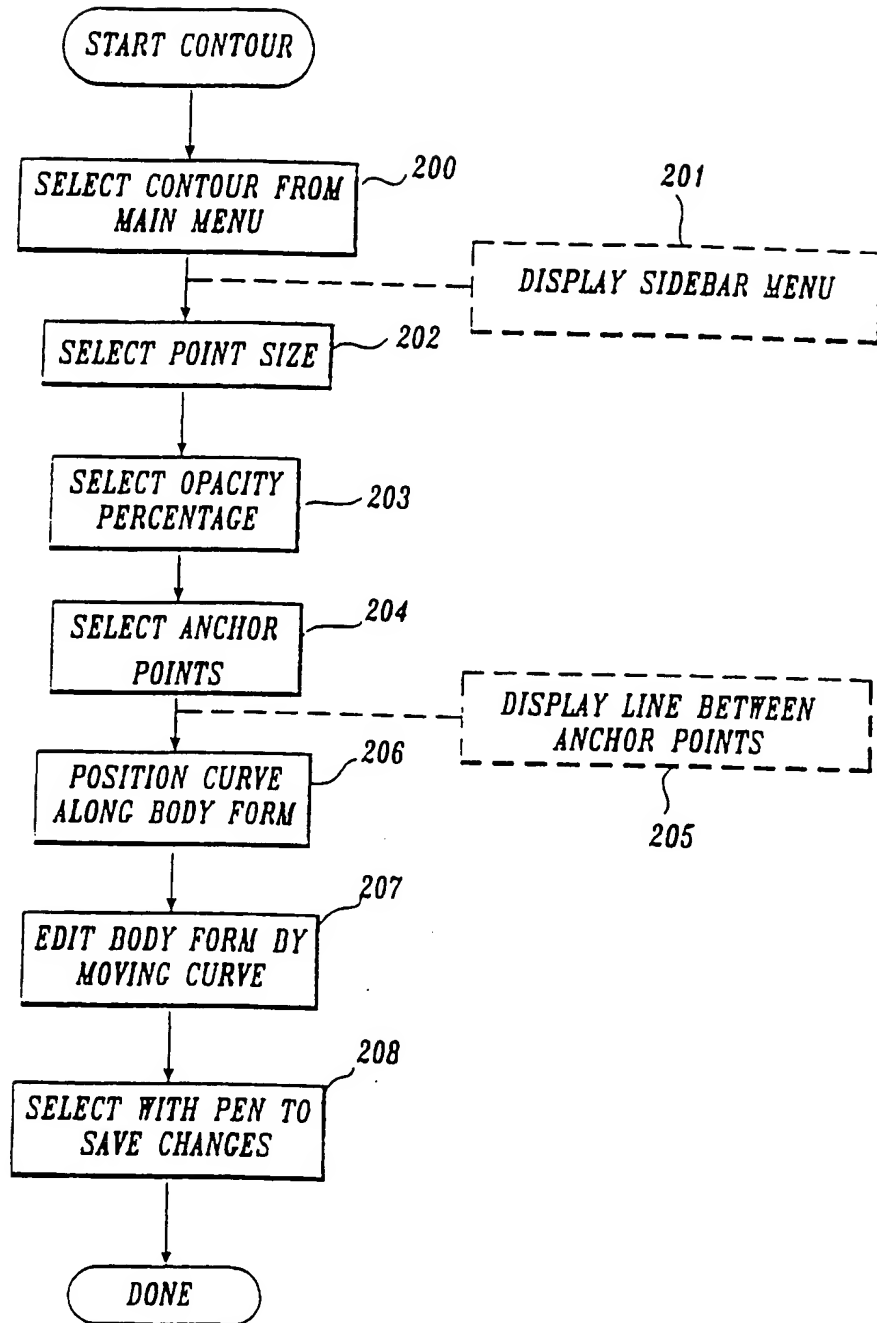 START CONTOUR
200
SELECT CONTOUR FROM
MAIN MENU
201
DISPLAY SIDEBAR MENU
202
SELECT POINT SIZE
SELECT OPACITY
PERCENTAGE
203
204
SELECT ANCHOR
POINTS
DISPLAY LINE BETWEEN
ANCHOR POINTS
205
206
POSITION CURVE
ALONG BODY FORM
207
EDIT BODY FORM BY
MOVING CURVE
208
SELECT WITH PEN TO
SAVE CHANGES
DONE